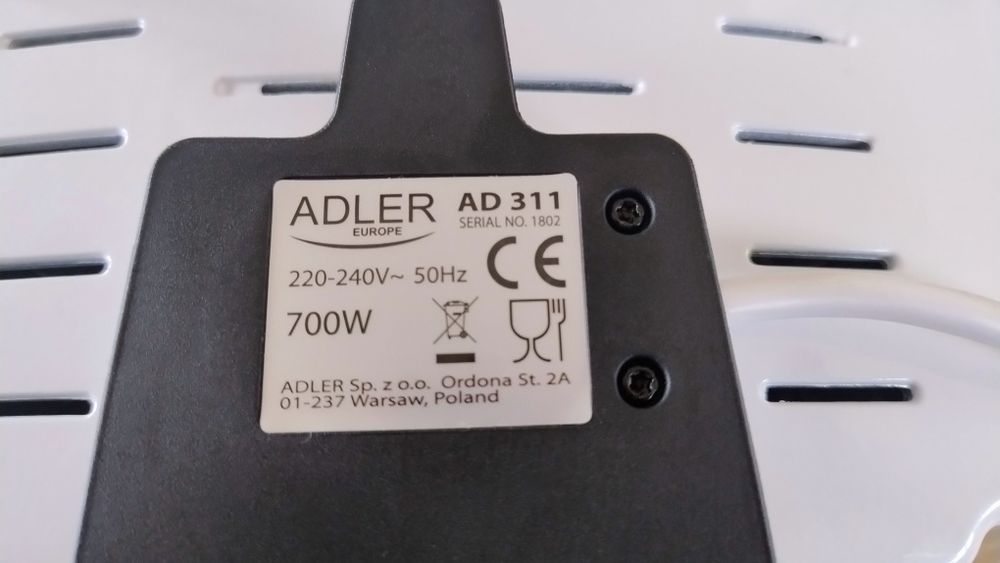 ADLER
EUROPE
AD 311
SERIAL NO. 1802
220-240V~ 50Hz
CE
700W
ADLER Sp. z o.o. Ordona St. 2A
01-237 Warsaw, Poland